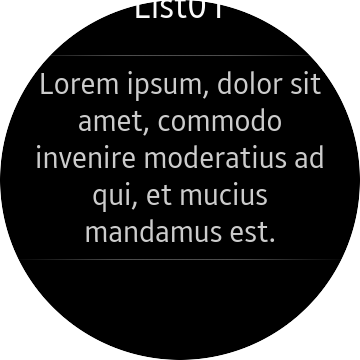 List01
Lorem ipsum, dolor sit
amet, commodo
invenire moderatius ad
qui, et mucius
mandamus est.